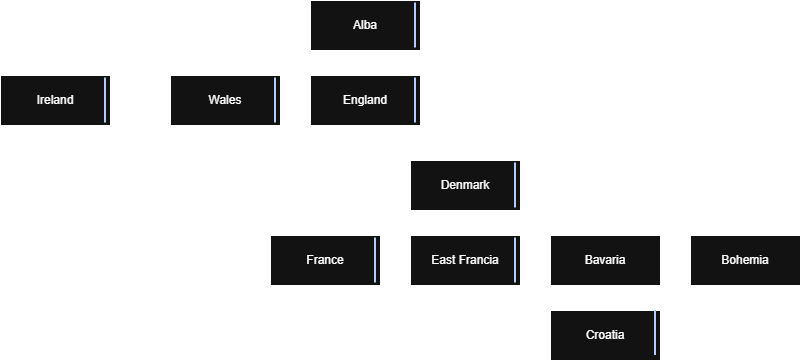 Alba
Ireland
Wales
England
Denmark
France
East Francia
Bavaria
Bohemia
Croatia